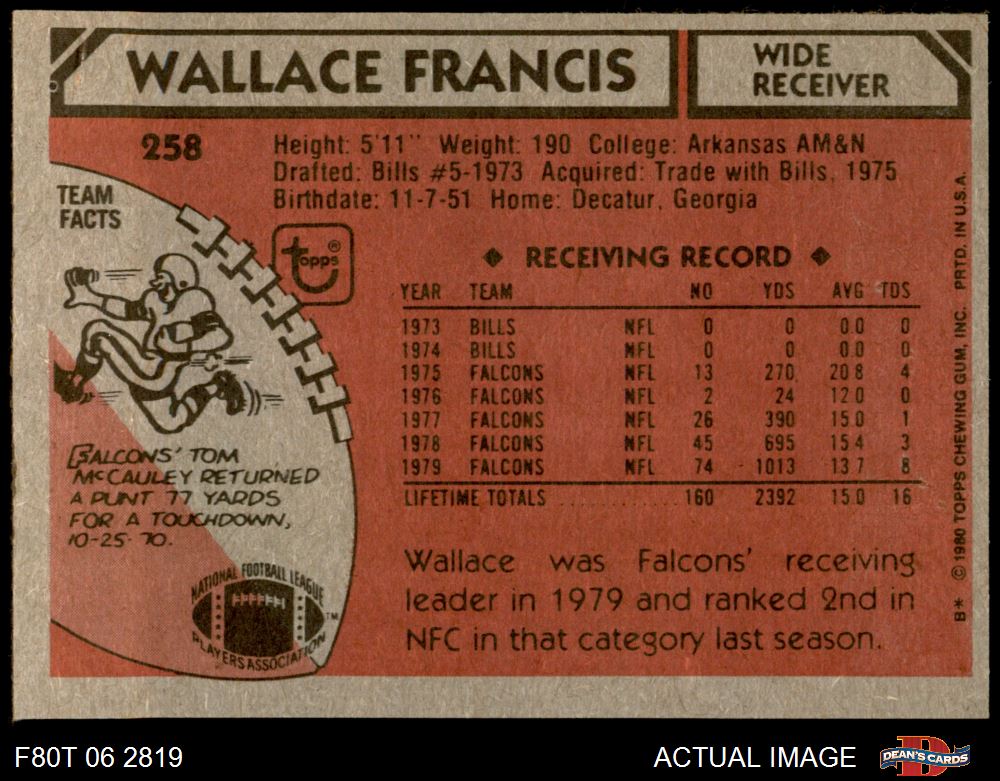 WALLACE FRANCIS
WIDE
RECEIVER
258
Height: 5'11" Weight: 190 College: Arkansas AM&N
Drafted: Bills #5-1973 Acquired: Trade with Bills, 1975
Birthdate: 11-7-51 Home: Decatur, Georgia
TEAM
FACTS
topps®
◆ RECEIVING RECORD ◆
YEAR TEAM NO YDS AVG TDS
1973 BILLS NFL 0 0 0.0 0
1974 BILLS NFL 0 0 0.0 0
1975 FALCONS NFL 13 270 20.8 4
1976 FALCONS NFL 2 24 12.0 0
1977 FALCONS NFL 26 390 15.0 1
1978 FALCONS NFL 45 695 15.4 3
1979 FALCONS NFL 74 1013 13.7 8
LIFETIME TOTALS 160 2392 15.0 16
FALCONS' TOM
McCAULEY RETURNED
A PUNT 77 YARDS
FOR A TOUCHDOWN,
10-25-70.
NATIONAL FOOTBALL LEAGUE
PLAYERS ASSOCIATION
TM
Wallace was Falcons' receiving
leader in 1979 and ranked 2nd in
NFC in that category last season.
B* © 1980 TOPPS CHEWING GUM, INC. PRTD. IN U.S.A.
F80T 06 2819
ACTUAL IMAGE
DEAN'S CARDS